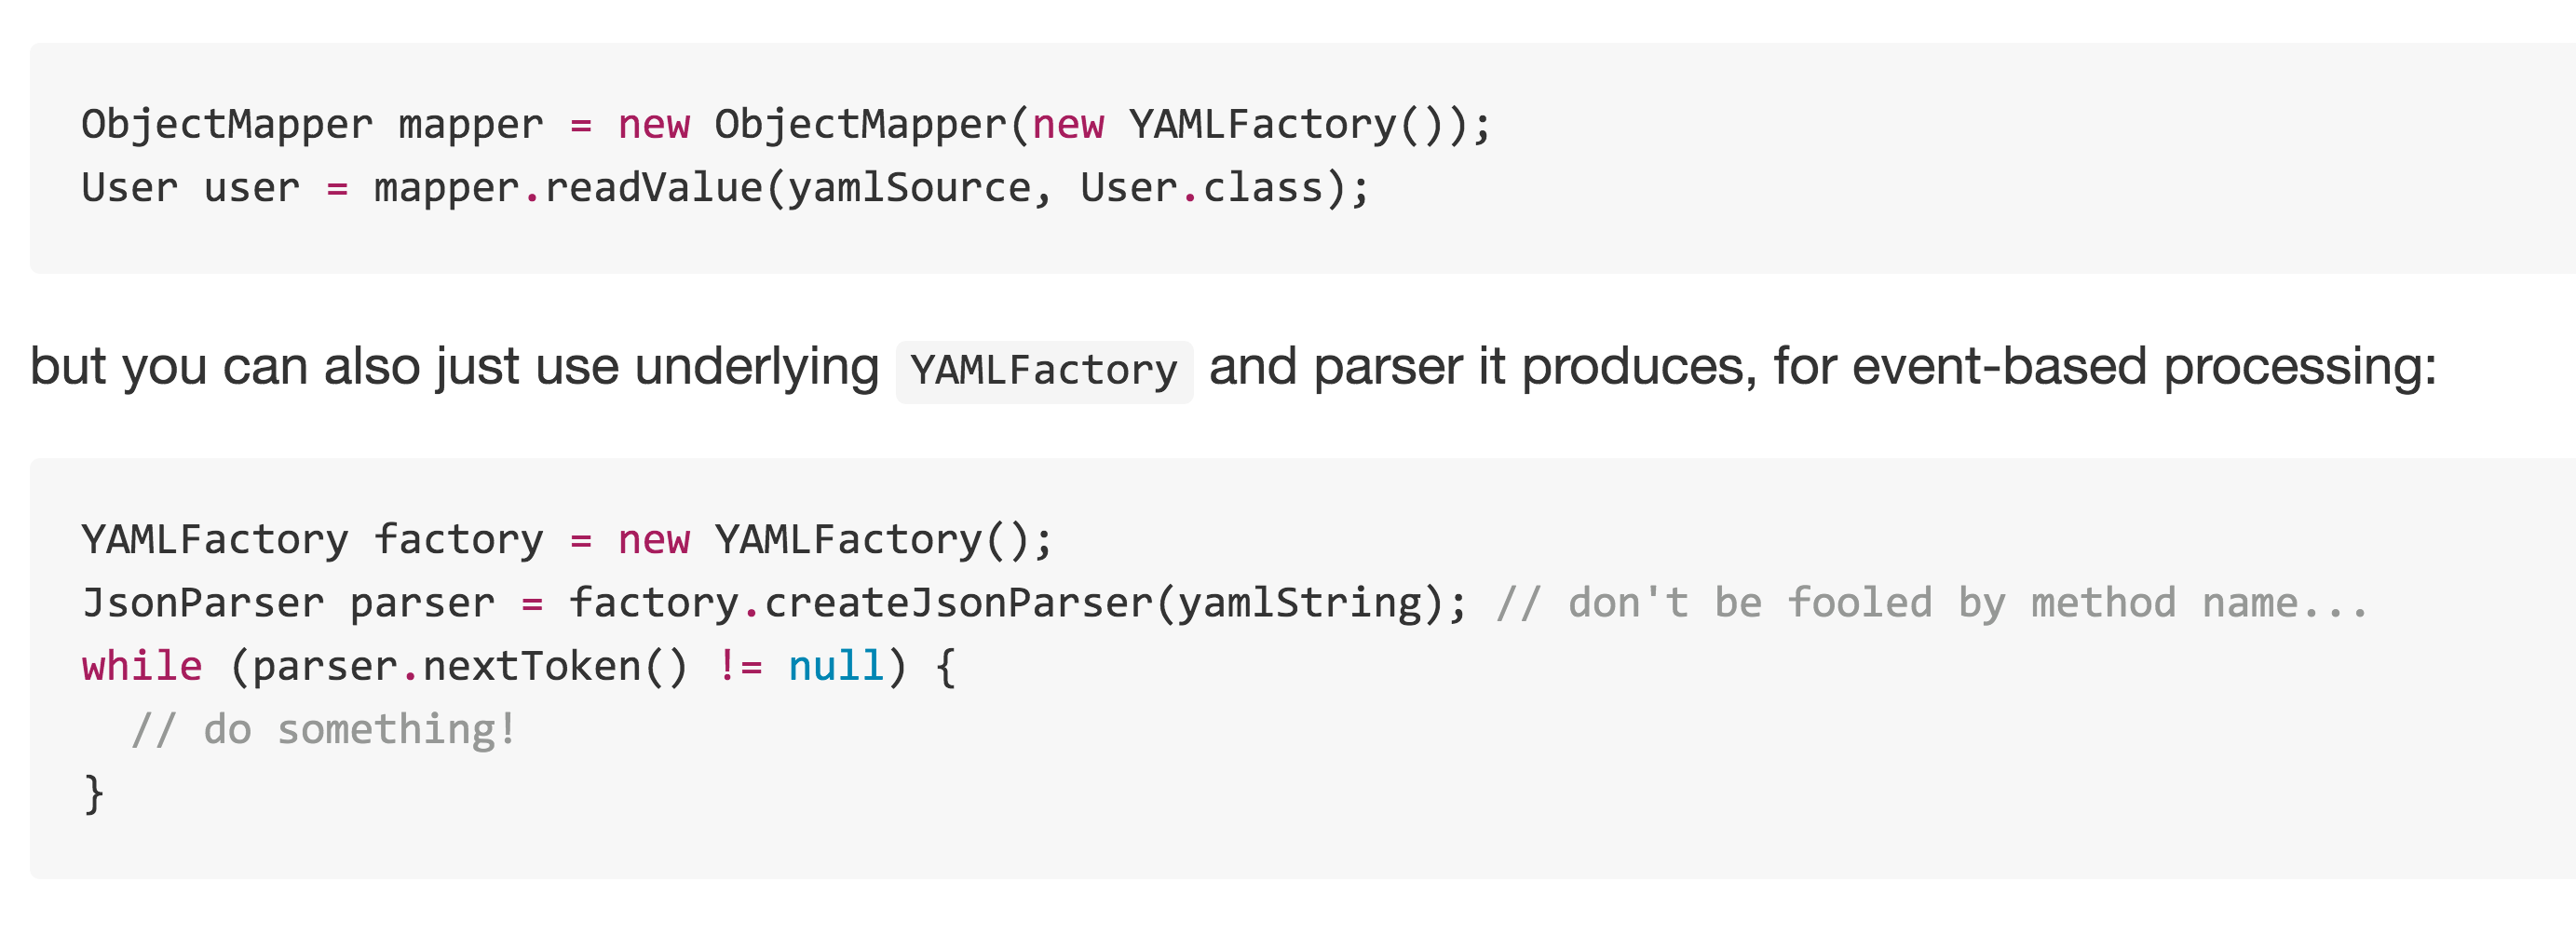 ObjectMapper mapper = new ObjectMapper(new YAMLFactory());
User user = mapper.readValue(yamlSource, User.class);
but you can also just use underlying YAMLFactory and parser it produces, for event-based processing:
YAMLFactory factory = new YAMLFactory();
JsonParser parser = factory.createJsonParser(yamlString); // don't be fooled by method name...
while (parser.nextToken() != null) {
  // do something!
}